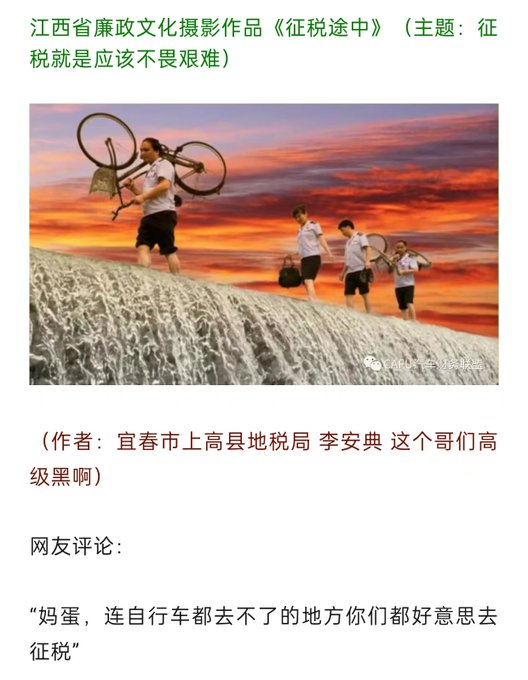 江西省廉政文化摄影作品《征税途中》（主题：征
税就是应该不畏艰难）
CAFU汽车财务联盟
（作者：宜春市上高县地税局 李安典 这个哥们高
级黑啊）
网友评论：
“妈蛋，连自行车都去不了的地方你们都好意思去
征税”